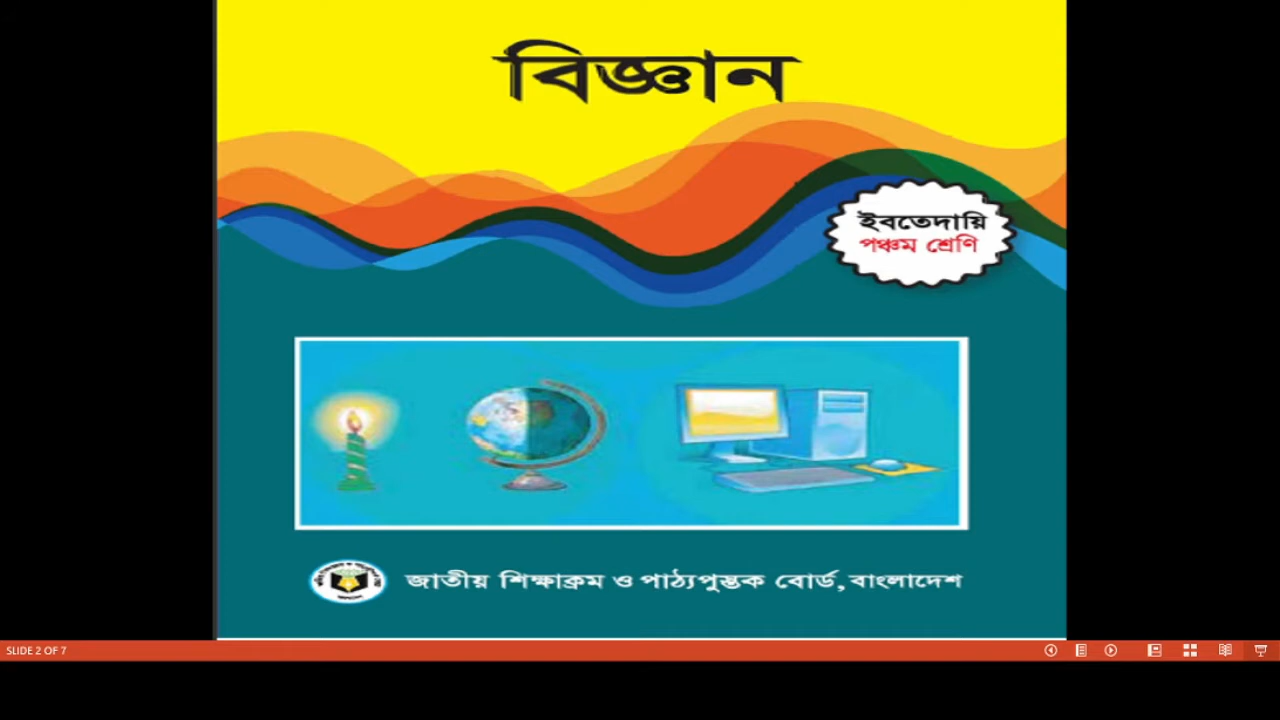 বিজ্ঞান
ইবতেদায়ি
পঞ্চম শ্রেণি
জাতীয় শিক্ষাক্রম ও পাঠ্যপুস্তক বোর্ড, বাংলাদেশ
SLIDE 2 OF 7